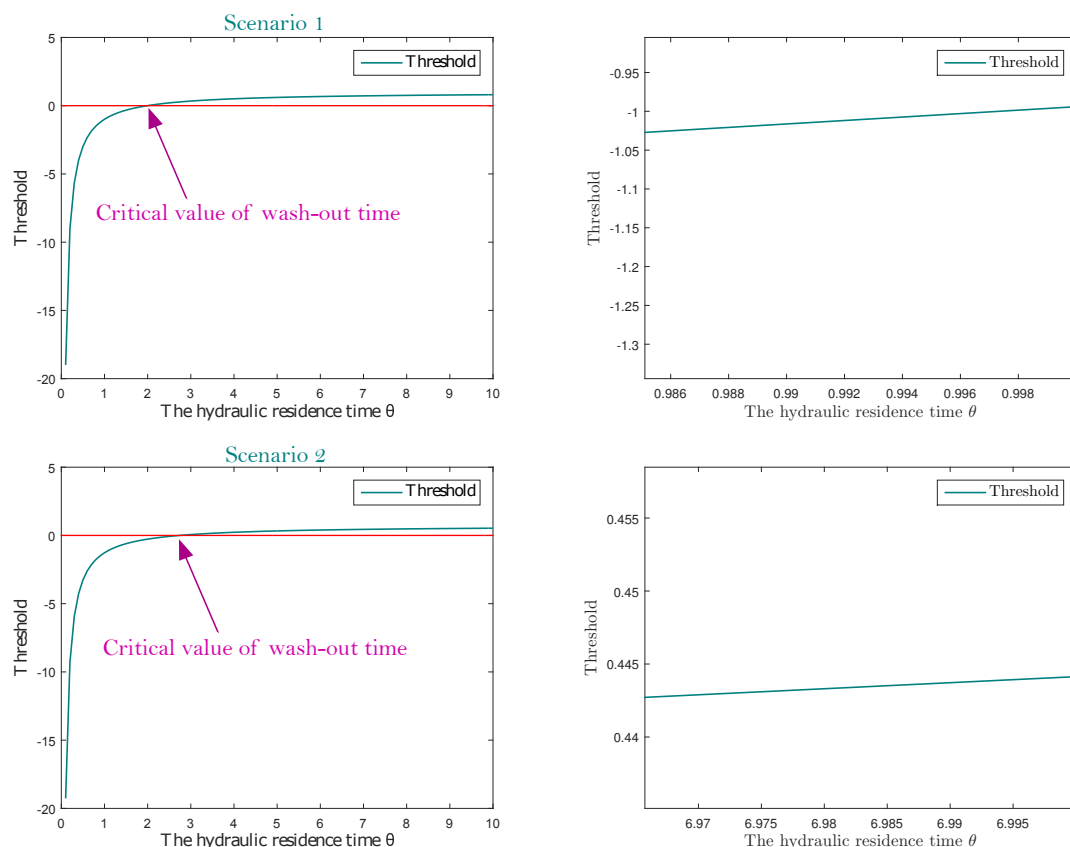 Scenario 1
Threshold
5
0
-5
-10
-15
-20
Threshold
Critical value of wash-out time
0 1 2 3 4 5 6 7 8 9 10
The hydraulic residence time θ
Threshold
-0.95
-1
-1.05
-1.1
-1.15
-1.2
-1.25
-1.3
Threshold
0.986 0.988 0.99 0.992 0.994 0.996 0.998
The hydraulic residence time θ
Scenario 2
Threshold
5
0
-5
-10
-15
-20
Threshold
Critical value of wash-out time
0 1 2 3 4 5 6 7 8 9 10
The hydraulic residence time θ
Threshold
0.455
0.45
0.445
0.44
Threshold
6.97 6.975 6.98 6.985 6.99 6.995
The hydraulic residence time θ